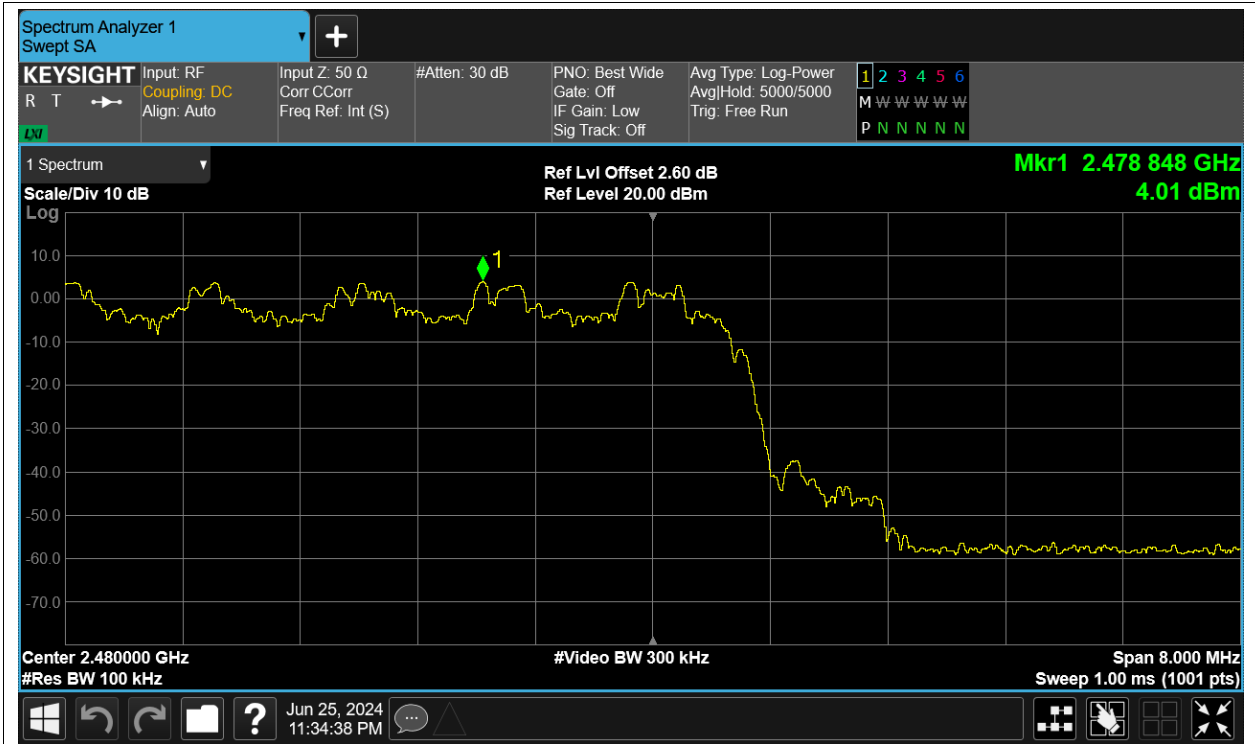 Spectrum Analyzer 1
Swept SA
+
KEYSIGHT
R T
LXI
Input: RF
Coupling: DC
Align: Auto
Input Z: 50 Ω
Corr CCorr
Freq Ref: Int (S)
#Atten: 30 dB
PNO: Best Wide
Gate: Off
IF Gain: Low
Sig Track: Off
Avg Type: Log-Power
Avg|Hold: 5000/5000
Trig: Free Run
1 2 3 4 5 6
M W W W W W
P N N N N N
1 Spectrum
Scale/Div 10 dB
Log
Ref Lvl Offset 2.60 dB
Ref Level 20.00 dBm
Mkr1 2.478 848 GHz
4.01 dBm
1
10.0
0.00
-10.0
-20.0
-30.0
-40.0
-50.0
-60.0
-70.0
Center 2.480000 GHz
#Res BW 100 kHz
#Video BW 300 kHz
Span 8.000 MHz
Sweep 1.00 ms (1001 pts)
?
Jun 25, 2024
11:34:38 PM